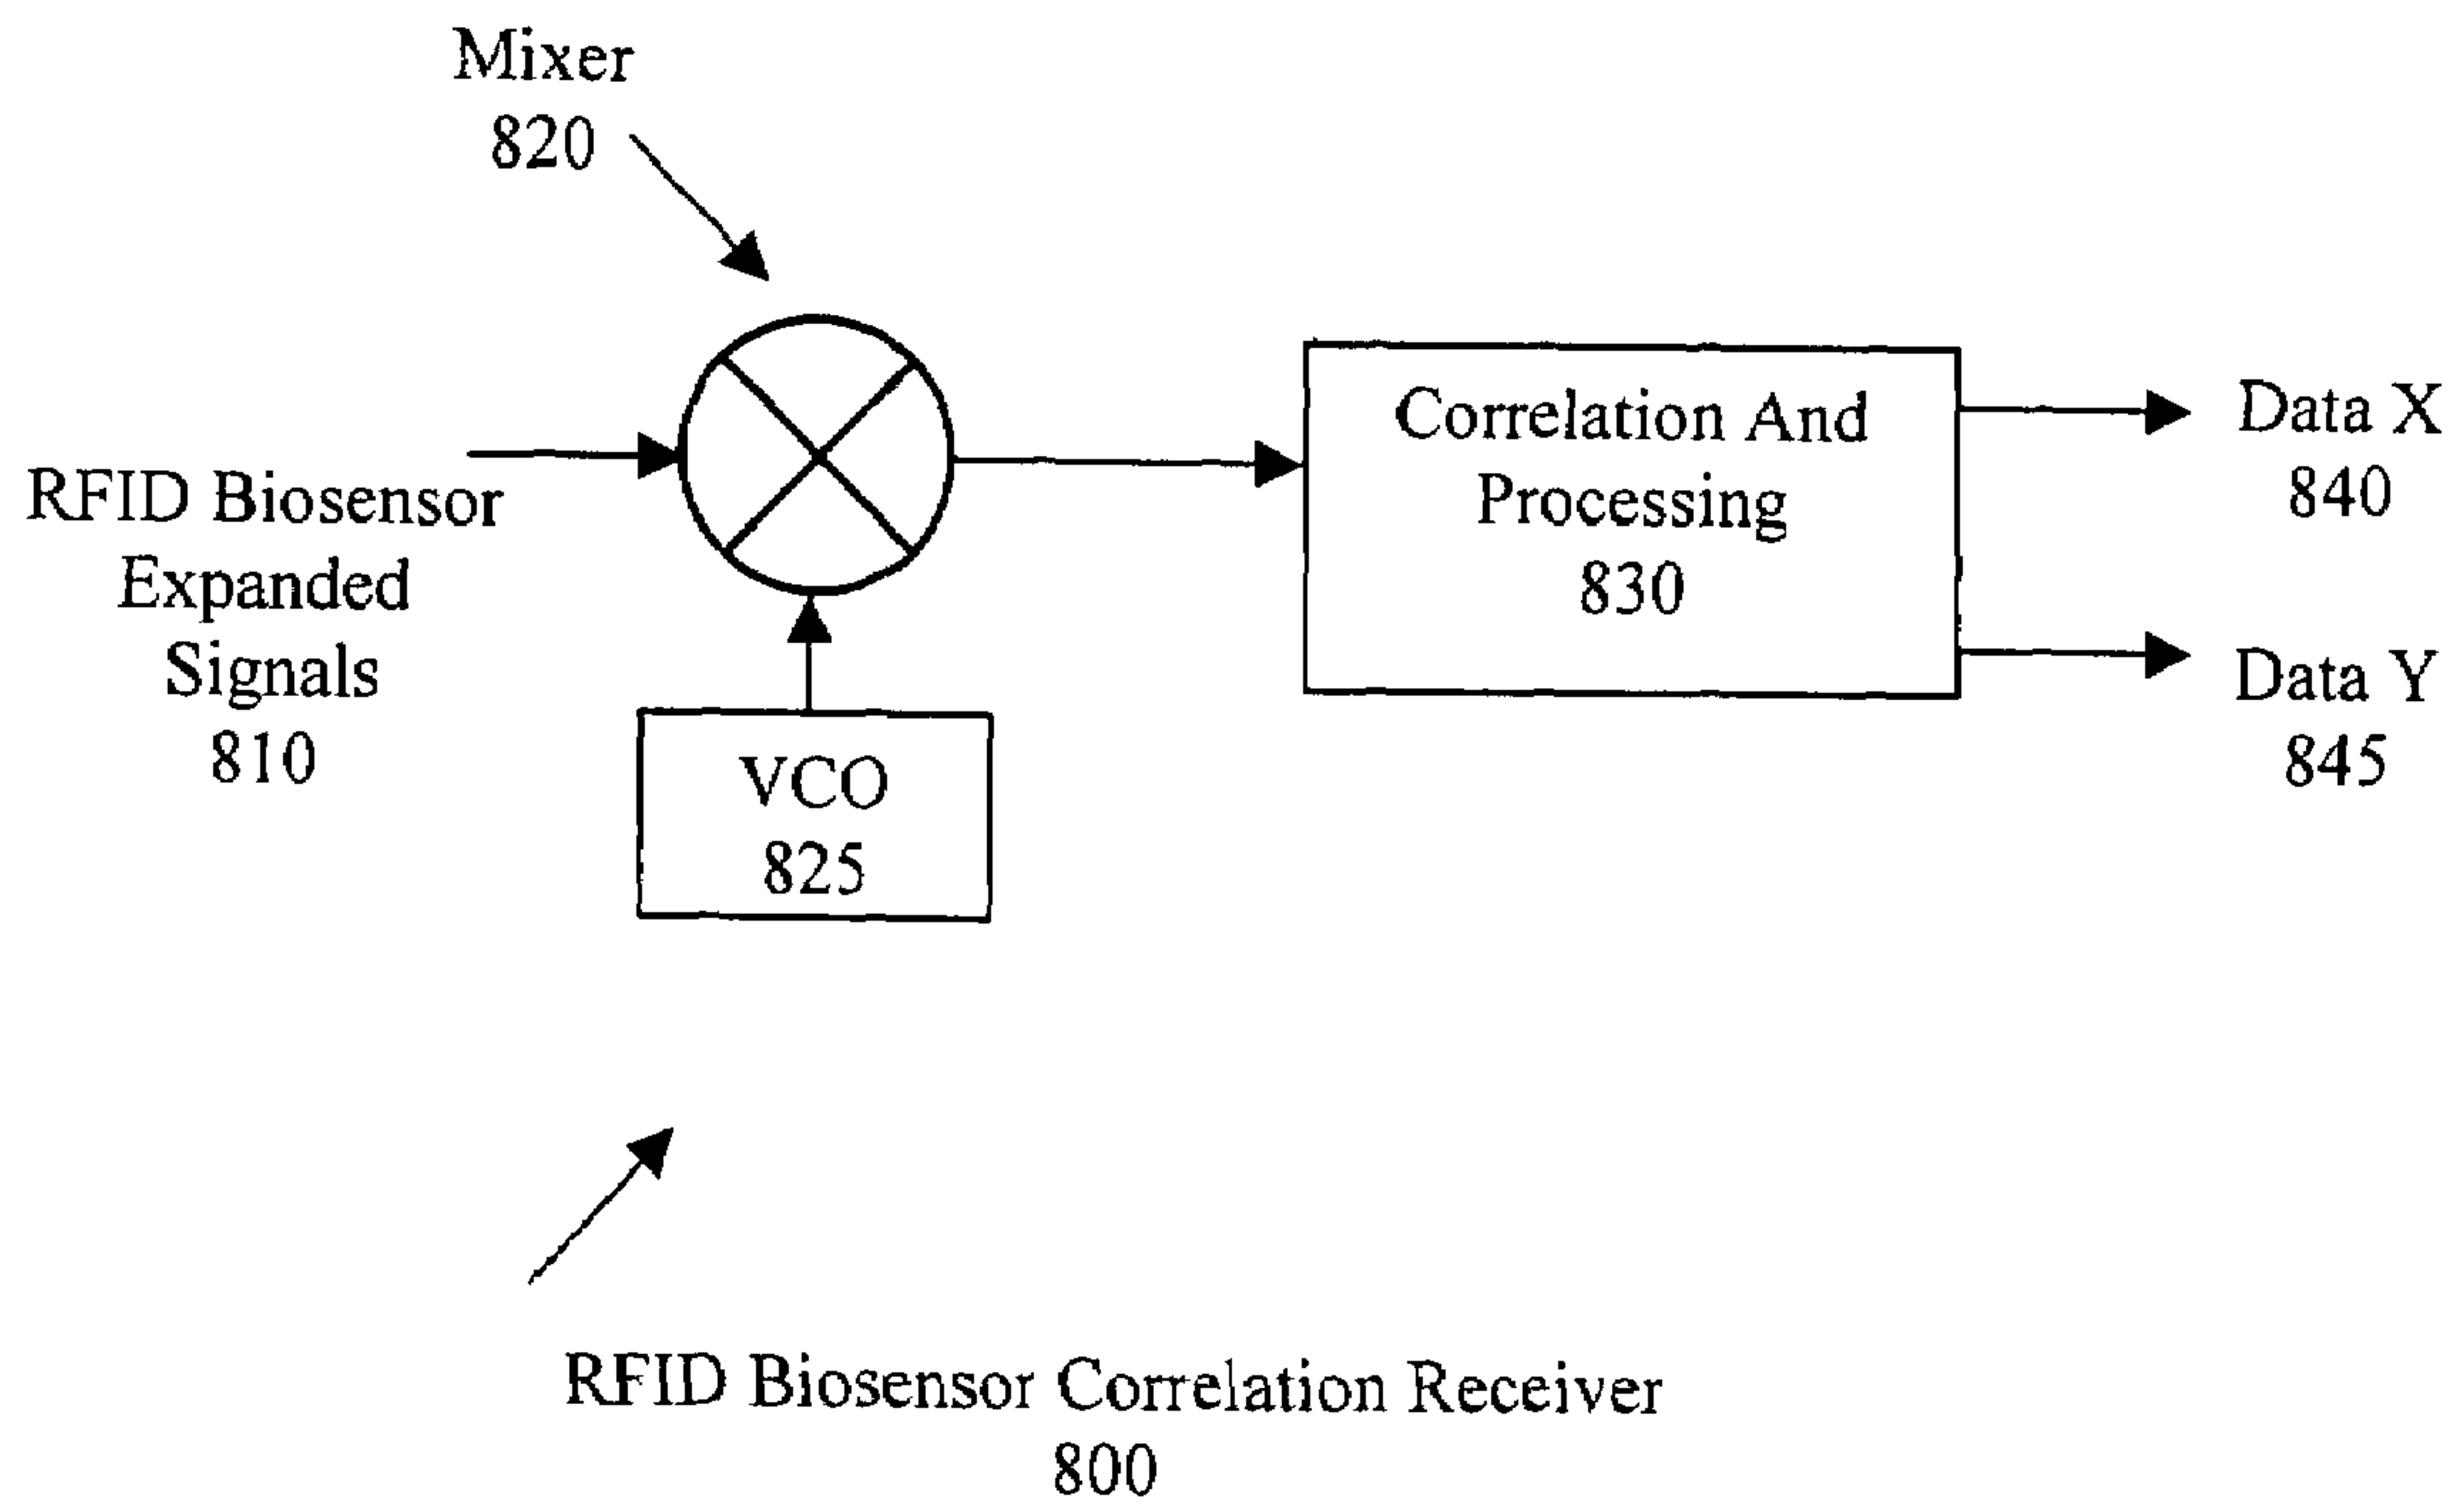 Mixer
820
RFID Biosensor
Expanded
Signals
810
VCO
825
Correlation And
Processing
830
Data X
840
Data Y
845
RFID Biosensor Correlation Receiver
800